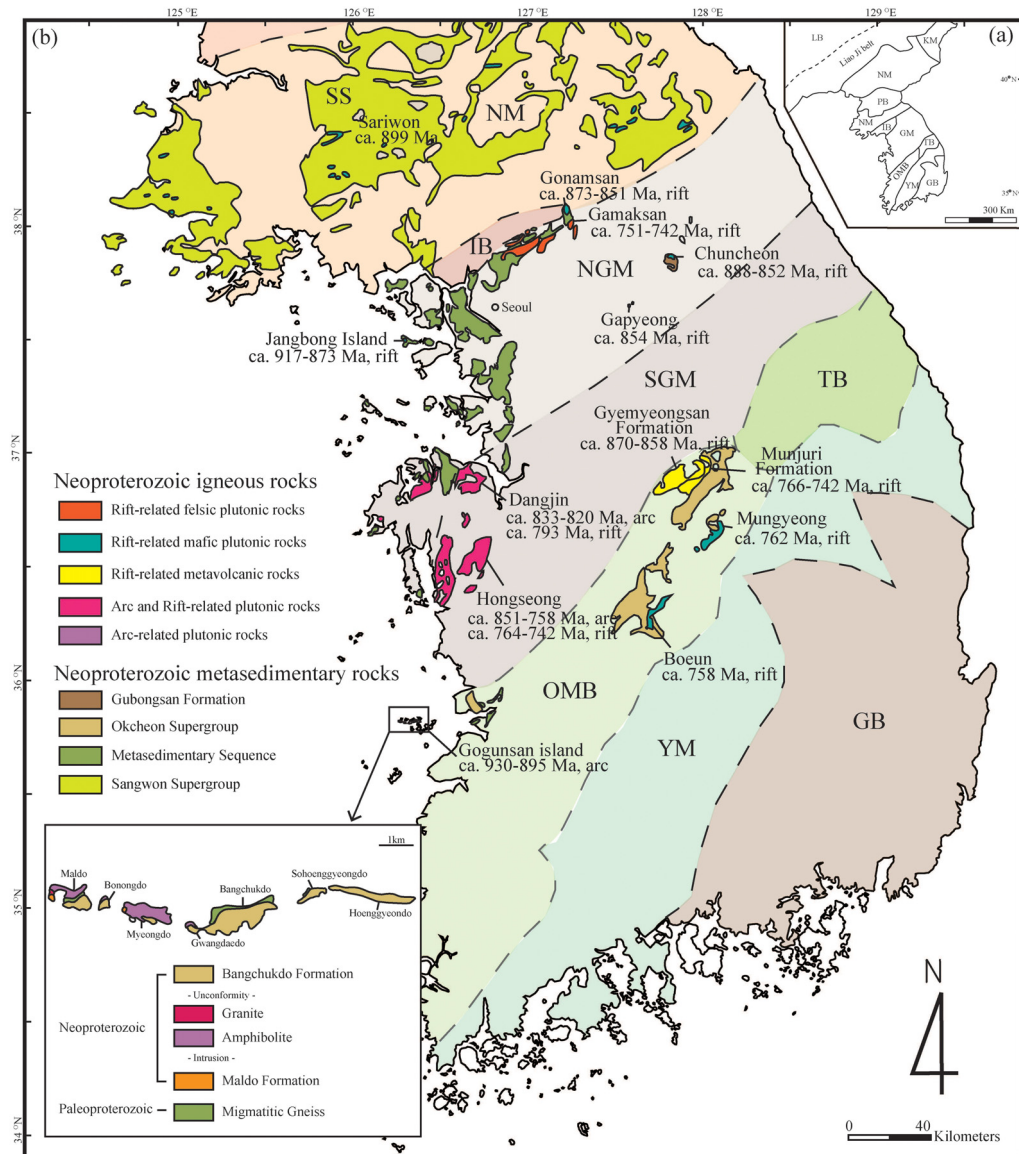 125°E
126°E
127°E
128°E
129°E
(b)
(a)
LB
Liao Ji belt
KM
NM
40°N
PB
NM
IB
GM
TB
OMB
YM
GB
35°N
300 Km
38°N
37°N
36°N
35°N
34°N
SS
NM
Sariwon
ca. 899 Ma
Gonamsan
ca. 873-851 Ma, rift
Gamaksan
ca. 751-742 Ma, rift
IB
NGM
Chuncheon
ca. 888-852 Ma, rift
Seoul
Gapyeong
ca. 854 Ma, rift
Jangbong Island
ca. 917-873 Ma, rift
SGM
TB
Gyemyeongsan
Formation
ca. 870-858 Ma, rift
Munjuri
Formation
ca. 766-742 Ma, rift
Dangjin
ca. 833-820 Ma, arc
ca. 793 Ma, rift
Mungyeong
ca. 762 Ma, rift
Hongseong
ca. 851-758 Ma, arc
ca. 764-742 Ma, rift
Boeun
ca. 758 Ma, rift
OMB
YM
GB
Gogunsan island
ca. 930-895 Ma, arc
Neoproterozoic igneous rocks
Rift-related felsic plutonic rocks
Rift-related mafic plutonic rocks
Rift-related metavolcanic rocks
Arc and Rift-related plutonic rocks
Arc-related plutonic rocks
Neoproterozoic metasedimentary rocks
Gubongsan Formation
Okcheon Supergroup
Metasedimentary Sequence
Sangwon Supergroup
1km
Maldo
Bonongdo
Myeongdo
Gwangdaedo
Bangchukdo
Sohoenggyeongdo
Hoenggyeondo
Bangchukdo Formation
- Unconformity -
Neoproterozoic
Granite
Amphibolite
- Intrusion -
Maldo Formation
Paleoproterozoic
Migmatitic Gneiss
N
0 40 Kilometers